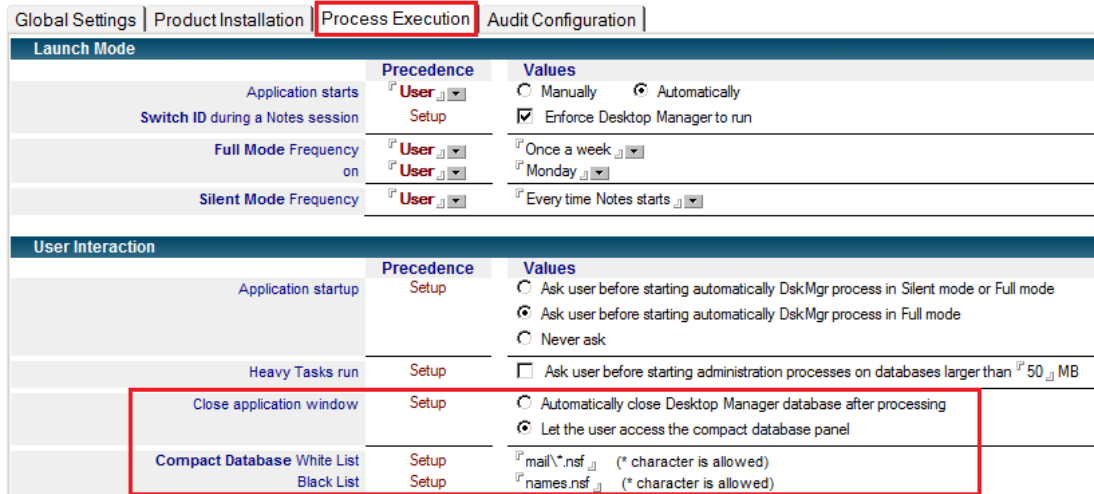 Global Settings Product Installation Process Execution Audit Configuration
Launch Mode
Precedence Values
Application starts User Manually Automatically
Switch ID during a Notes session Setup Enforce Desktop Manager to run
Full Mode Frequency User Once a week
on User Monday
Silent Mode Frequency User Every time Notes starts
User Interaction
Precedence Values
Application startup Setup Ask user before starting automatically DskMgr process in Silent mode or Full mode
Ask user before starting automatically DskMgr process in Full mode
Never ask
Heavy Tasks run Setup Ask user before starting administration processes on databases larger than 50 MB
Close application window Setup Automatically close Desktop Manager database after processing
Let the user access the compact database panel
Compact Database White List Setup mail\*.nsf (* character is allowed)
Black List Setup names.nsf (* character is allowed)